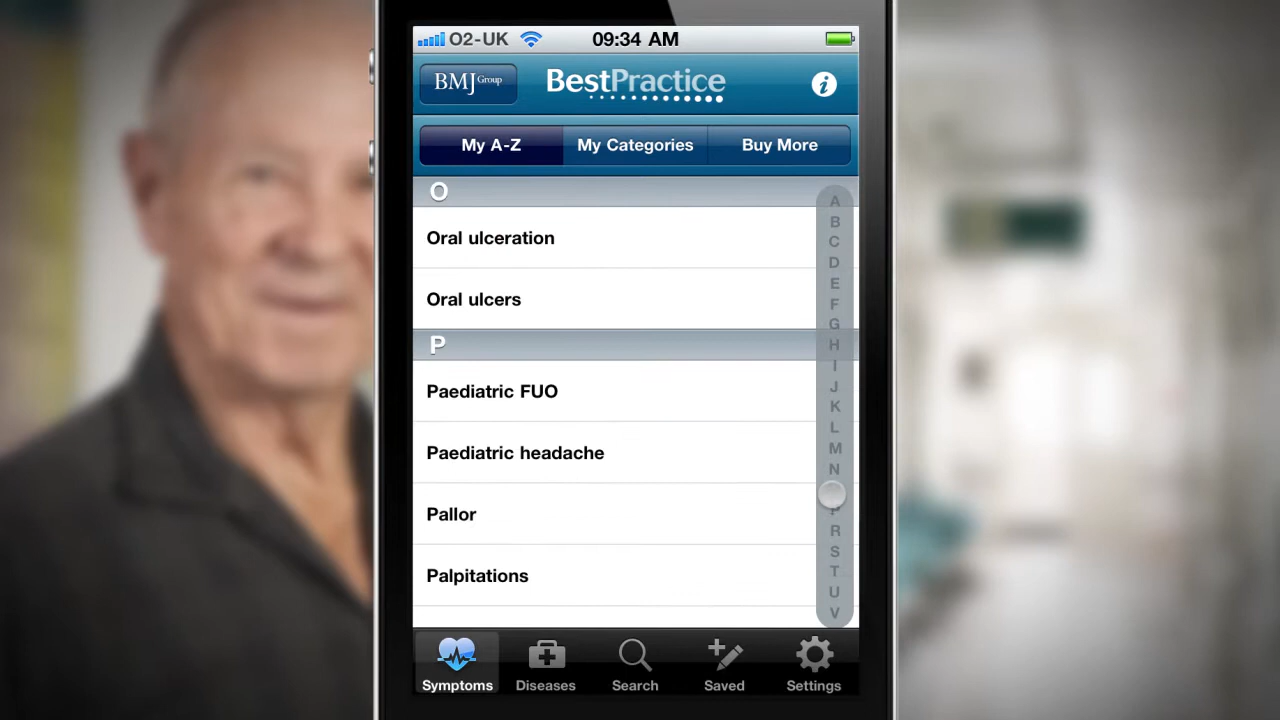 O2-UK 09:34 AM
BMJ Group BestPractice i
My A-Z My Categories Buy More
O
Oral ulceration
Oral ulcers
P
Paediatric FUO
Paediatric headache
Pallor
Palpitations
A
B
C
D
E
F
G
H
I
J
K
L
M
N
P
R
S
T
U
V
Symptoms Diseases Search Saved Settings